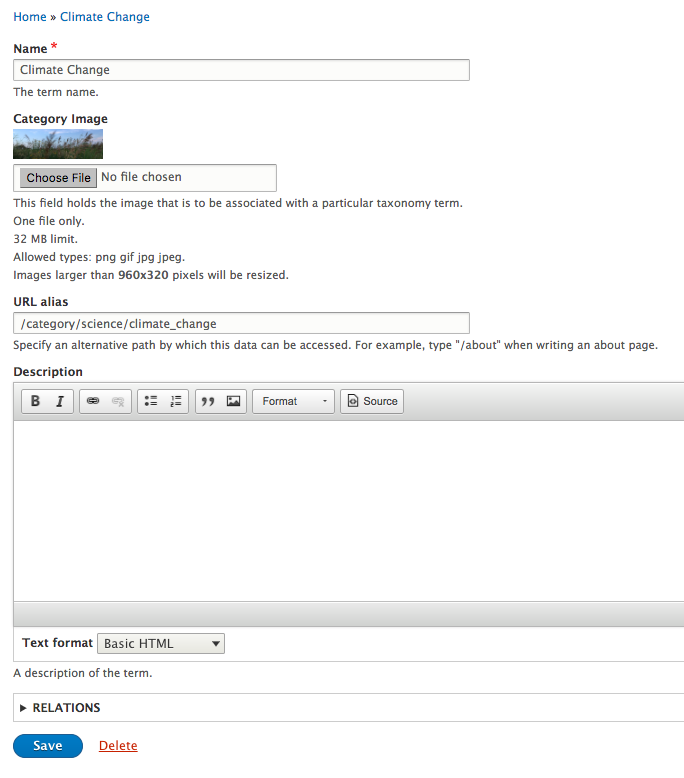 Home » Climate Change
Name *
Climate Change
The term name.
Category Image
Choose File No file chosen
This field holds the image that is to be associated with a particular taxonomy term.
One file only.
32 MB limit.
Allowed types: png gif jpg jpeg.
Images larger than 960x320 pixels will be resized.
URL alias
/category/science/climate_change
Specify an alternative path by which this data can be accessed. For example, type "/about" when writing an about page.
Description
B I Format Source
Text format Basic HTML
A description of the term.
RELATIONS
Save Delete